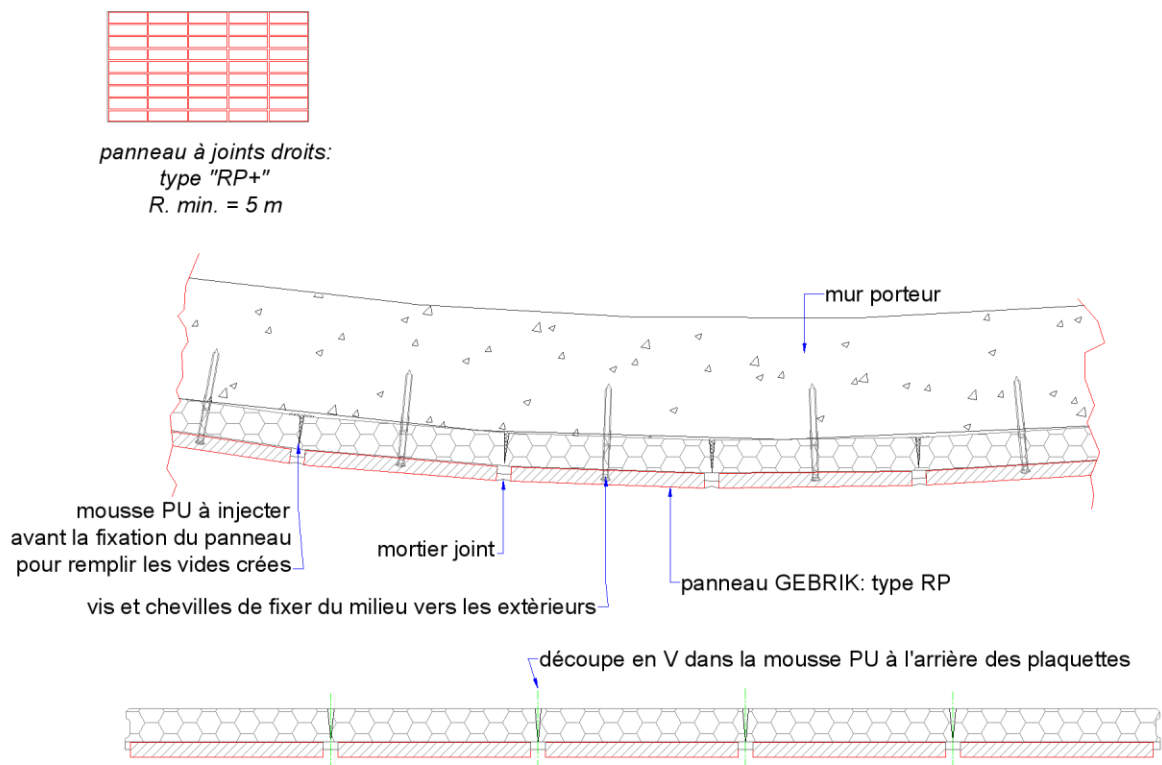 panneau à joints droits:
type "RP+"
R. min. = 5 m
mur porteur
mousse PU à injecter
avant la fixation du panneau
pour remplir les vides crées
mortier joint
panneau GEBRIK: type RP
vis et chevilles de fixer du milieu vers les extèrieurs
découpe en V dans la mousse PU à l'arrière des plaquettes